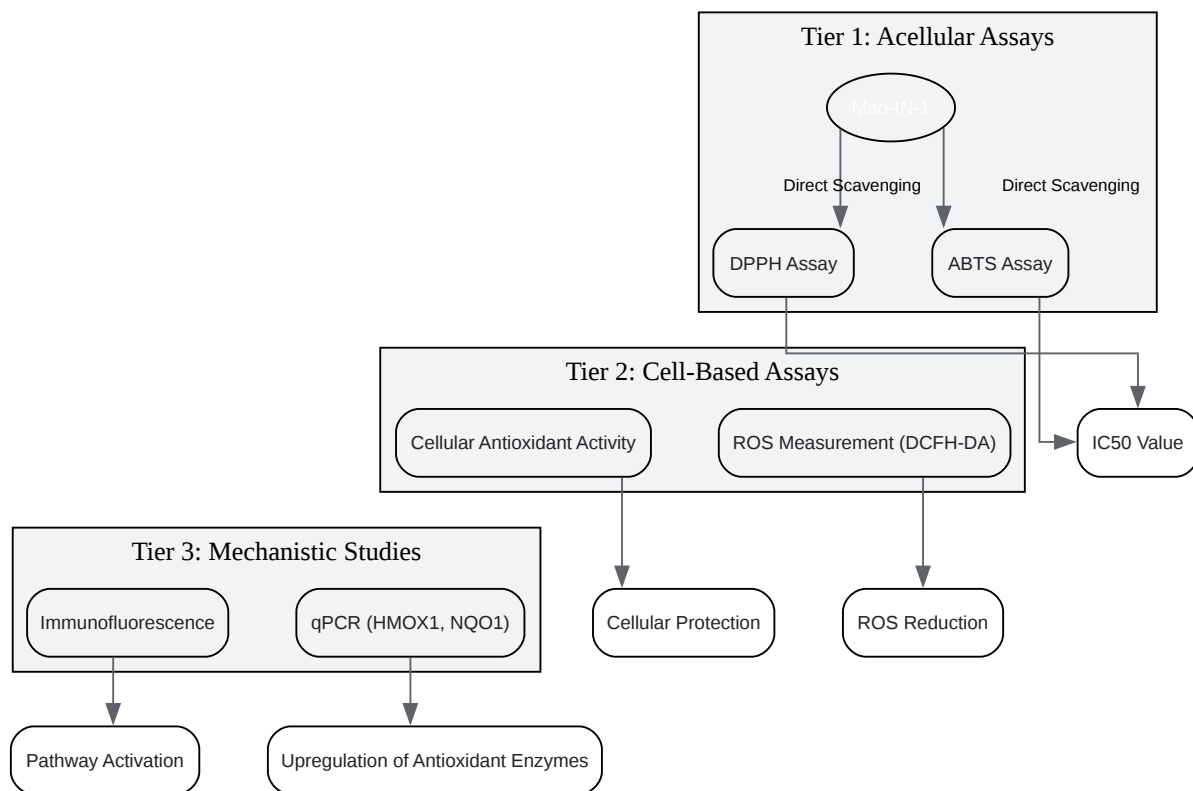 Tier 1: Acellular Assays
Mao-IN-1
Direct Scavenging
Direct Scavenging
DPPH Assay
ABTS Assay
Tier 2: Cell-Based Assays
Cellular Antioxidant Activity
ROS Measurement (DCFH-DA)
IC50 Value
Tier 3: Mechanistic Studies
Immunofluorescence
qPCR (HMOX1, NQO1)
Cellular Protection
ROS Reduction
Pathway Activation
Upregulation of Antioxidant Enzymes